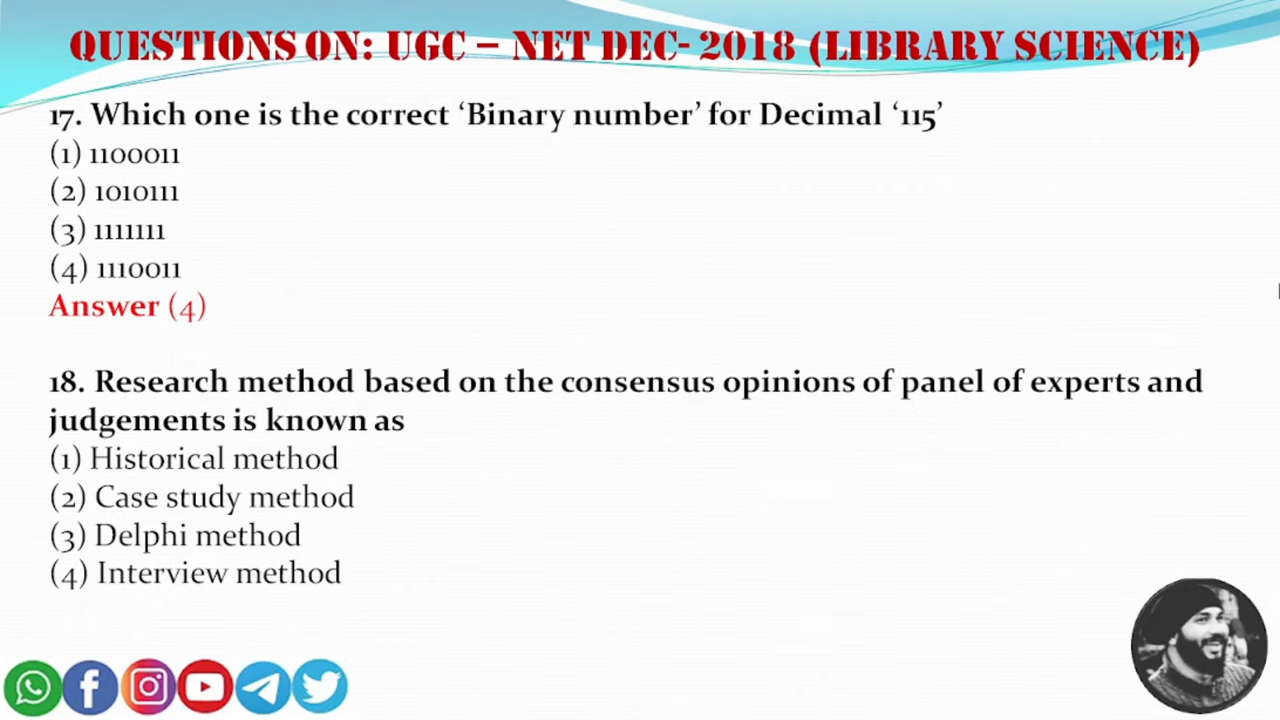 QUESTIONS ON: UGC – NET DEC- 2018 (LIBRARY SCIENCE)
17. Which one is the correct ‘Binary number’ for Decimal ‘115’
(1) 1100011
(2) 1010111
(3) 1111111
(4) 1110011
Answer (4)
18. Research method based on the consensus opinions of panel of experts and
judgements is known as
(1) Historical method
(2) Case study method
(3) Delphi method
(4) Interview method